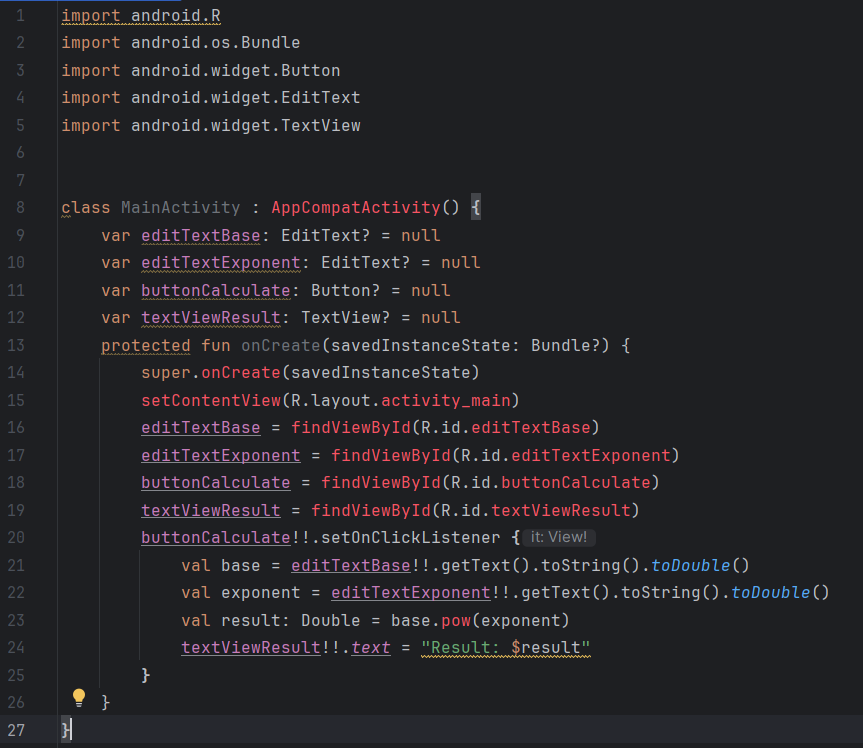 1 import android.R
2 import android.os.Bundle
3 import android.widget.Button
4 import android.widget.EditText
5 import android.widget.TextView
6
7
8 class MainActivity : AppCompatActivity() {
9     var editTextBase: EditText? = null
10     var editTextExponent: EditText? = null
11     var buttonCalculate: Button? = null
12     var textViewResult: TextView? = null
13     protected fun onCreate(savedInstanceState: Bundle?) {
14         super.onCreate(savedInstanceState)
15         setContentView(R.layout.activity_main)
16         editTextBase = findViewById(R.id.editTextBase)
17         editTextExponent = findViewById(R.id.editTextExponent)
18         buttonCalculate = findViewById(R.id.buttonCalculate)
19         textViewResult = findViewById(R.id.textViewResult)
20         buttonCalculate!!.setOnClickListener { it: View!
21             val base = editTextBase!!.getText().toString().toDouble()
22             val exponent = editTextExponent!!.getText().toString().toDouble()
23             val result: Double = base.pow(exponent)
24             textViewResult!!.text = "Result: $result"
25         }
26     }
27 }